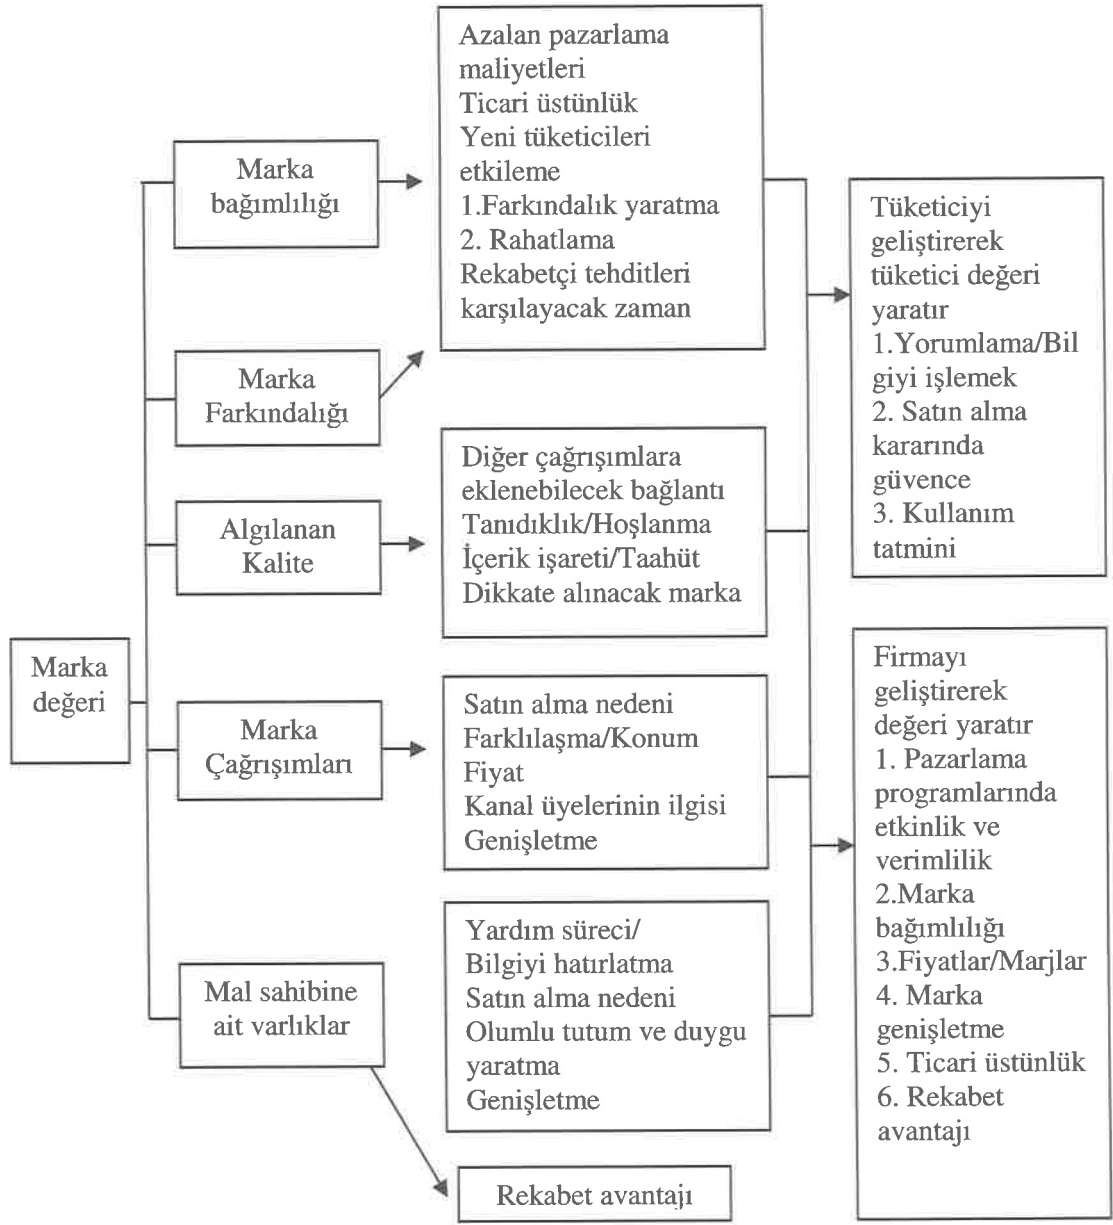 Marka
değeri
Marka
bağımlılığı
Marka
Farkındalığı
Algılanan
Kalite
Marka
Çağrışımları
Mal sahibine
ait varlıklar
Azalan pazarlama
maliyetleri
Ticari üstünlük
Yeni tüketicileri
etkileme
1.Farkındalık yaratma
2. Rahatlama
Rekabetçi tehditleri
karşılayacak zaman
Diğer çağrışımlara
eklenebilecek bağlantı
Tanıdıklık/Hoşlanma
İçerik işareti/Taahüt
Dikkate alınacak marka
Satın alma nedeni
Farklılaşma/Konum
Fiyat
Kanal üyelerinin ilgisi
Genişletme
Yardım süreci/
Bilgiyi hatırlatma
Satın alma nedeni
Olumlu tutum ve duygu
yaratma
Genişletme
Rekabet avantajı
Tüketiciyi
geliştirerek
tüketici değeri
yaratır
1.Yorumlama/Bil
giyi işlemek
2. Satın alma
kararında
güvence
3. Kullanım
tatmini
Firmayı
geliştirerek
değeri yaratır
1. Pazarlama
programlarında
etkinlik ve
verimlilik
2.Marka
bağımlılığı
3.Fiyatlar/Marjlar
4. Marka
genişletme
5. Ticari üstünlük
6. Rekabet
avantajı